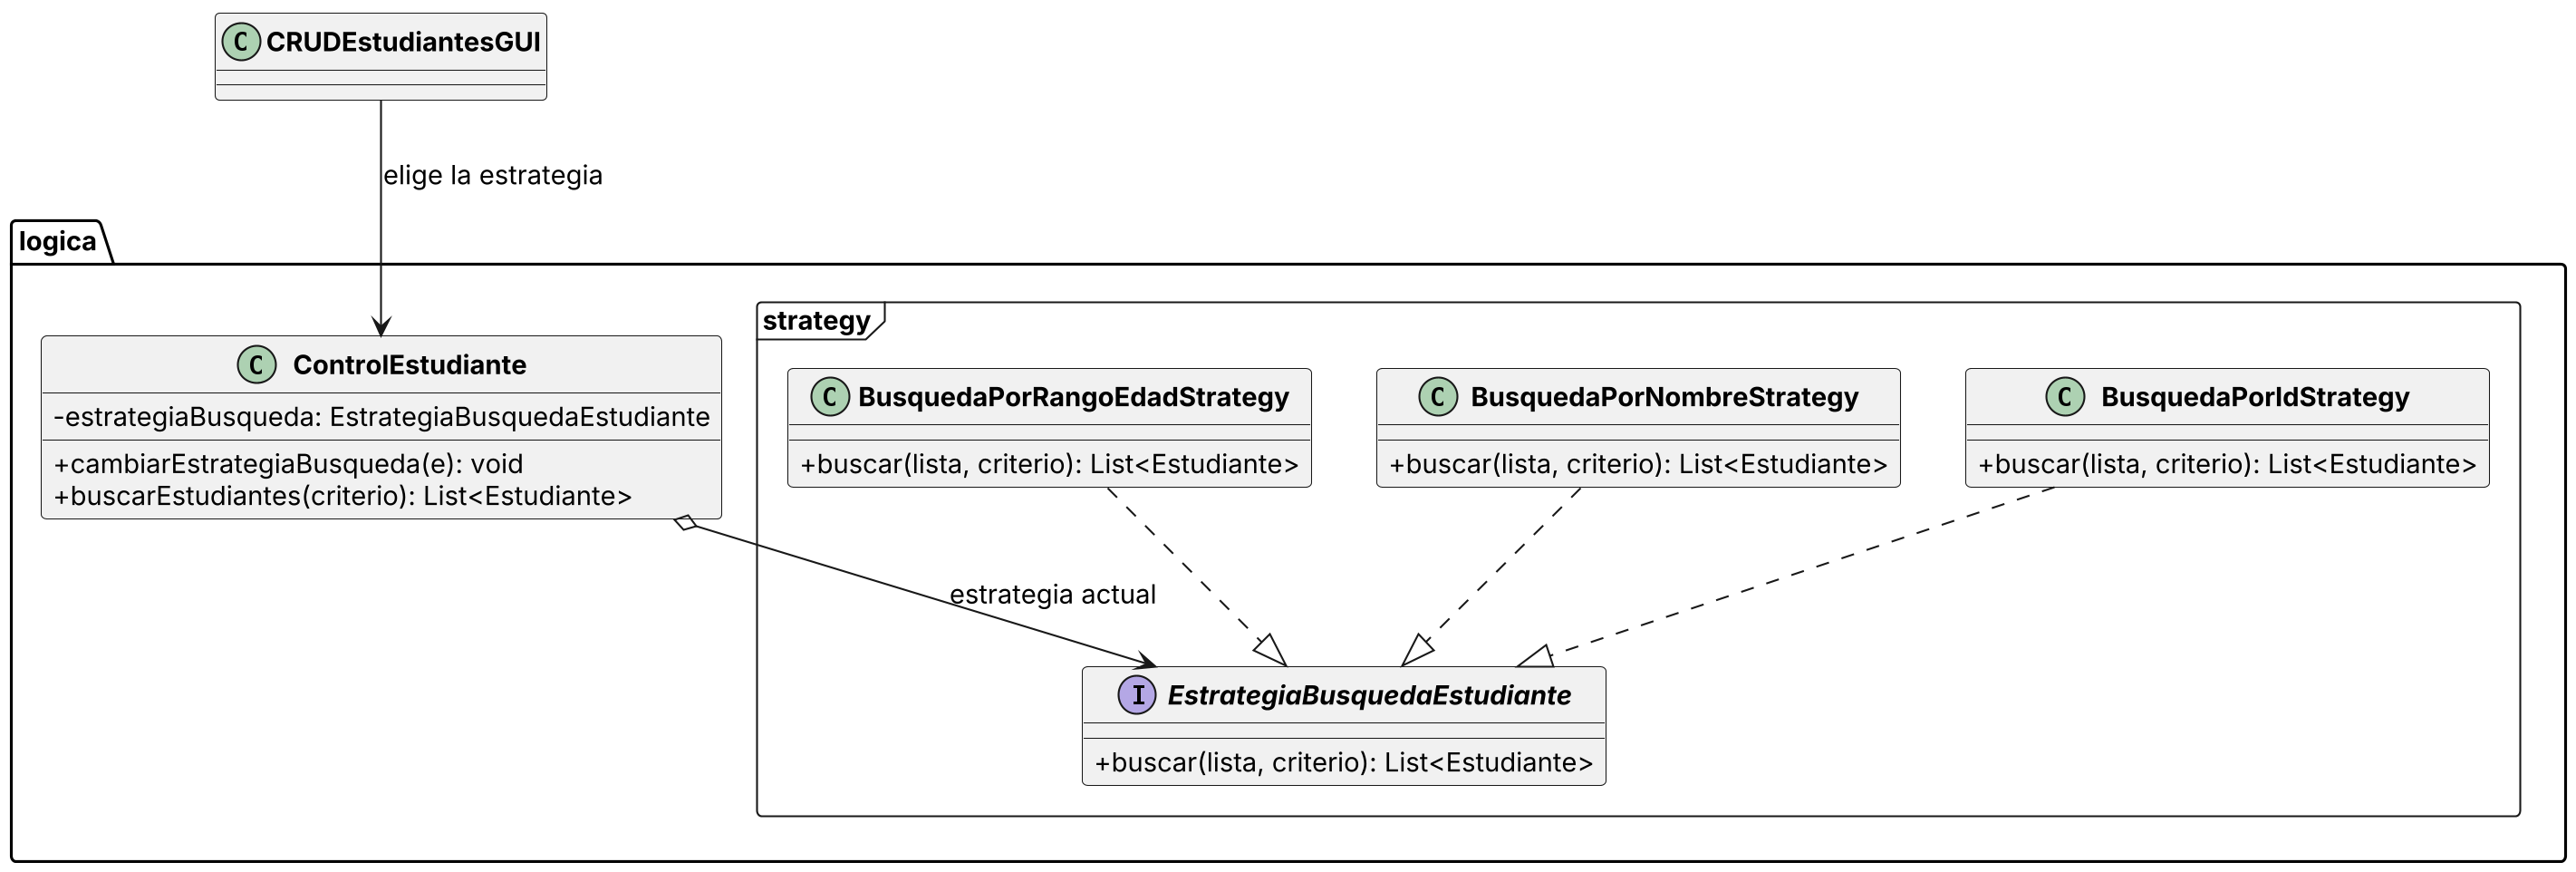 C CRUDEstudiantesGUI
elige la estrategia
logica
C ControlEstudiante
-estrategiaBusqueda: EstrategiaBusquedaEstudiante
+cambiarEstrategiaBusqueda(e): void
+buscarEstudiantes(criterio): List<Estudiante>
strategy
C BusquedaPorRangoEdadStrategy
+buscar(lista, criterio): List<Estudiante>
C BusquedaPorNombreStrategy
+buscar(lista, criterio): List<Estudiante>
C BusquedaPorIdStrategy
+buscar(lista, criterio): List<Estudiante>
estrategia actual
I EstrategiaBusquedaEstudiante
+buscar(lista, criterio): List<Estudiante>